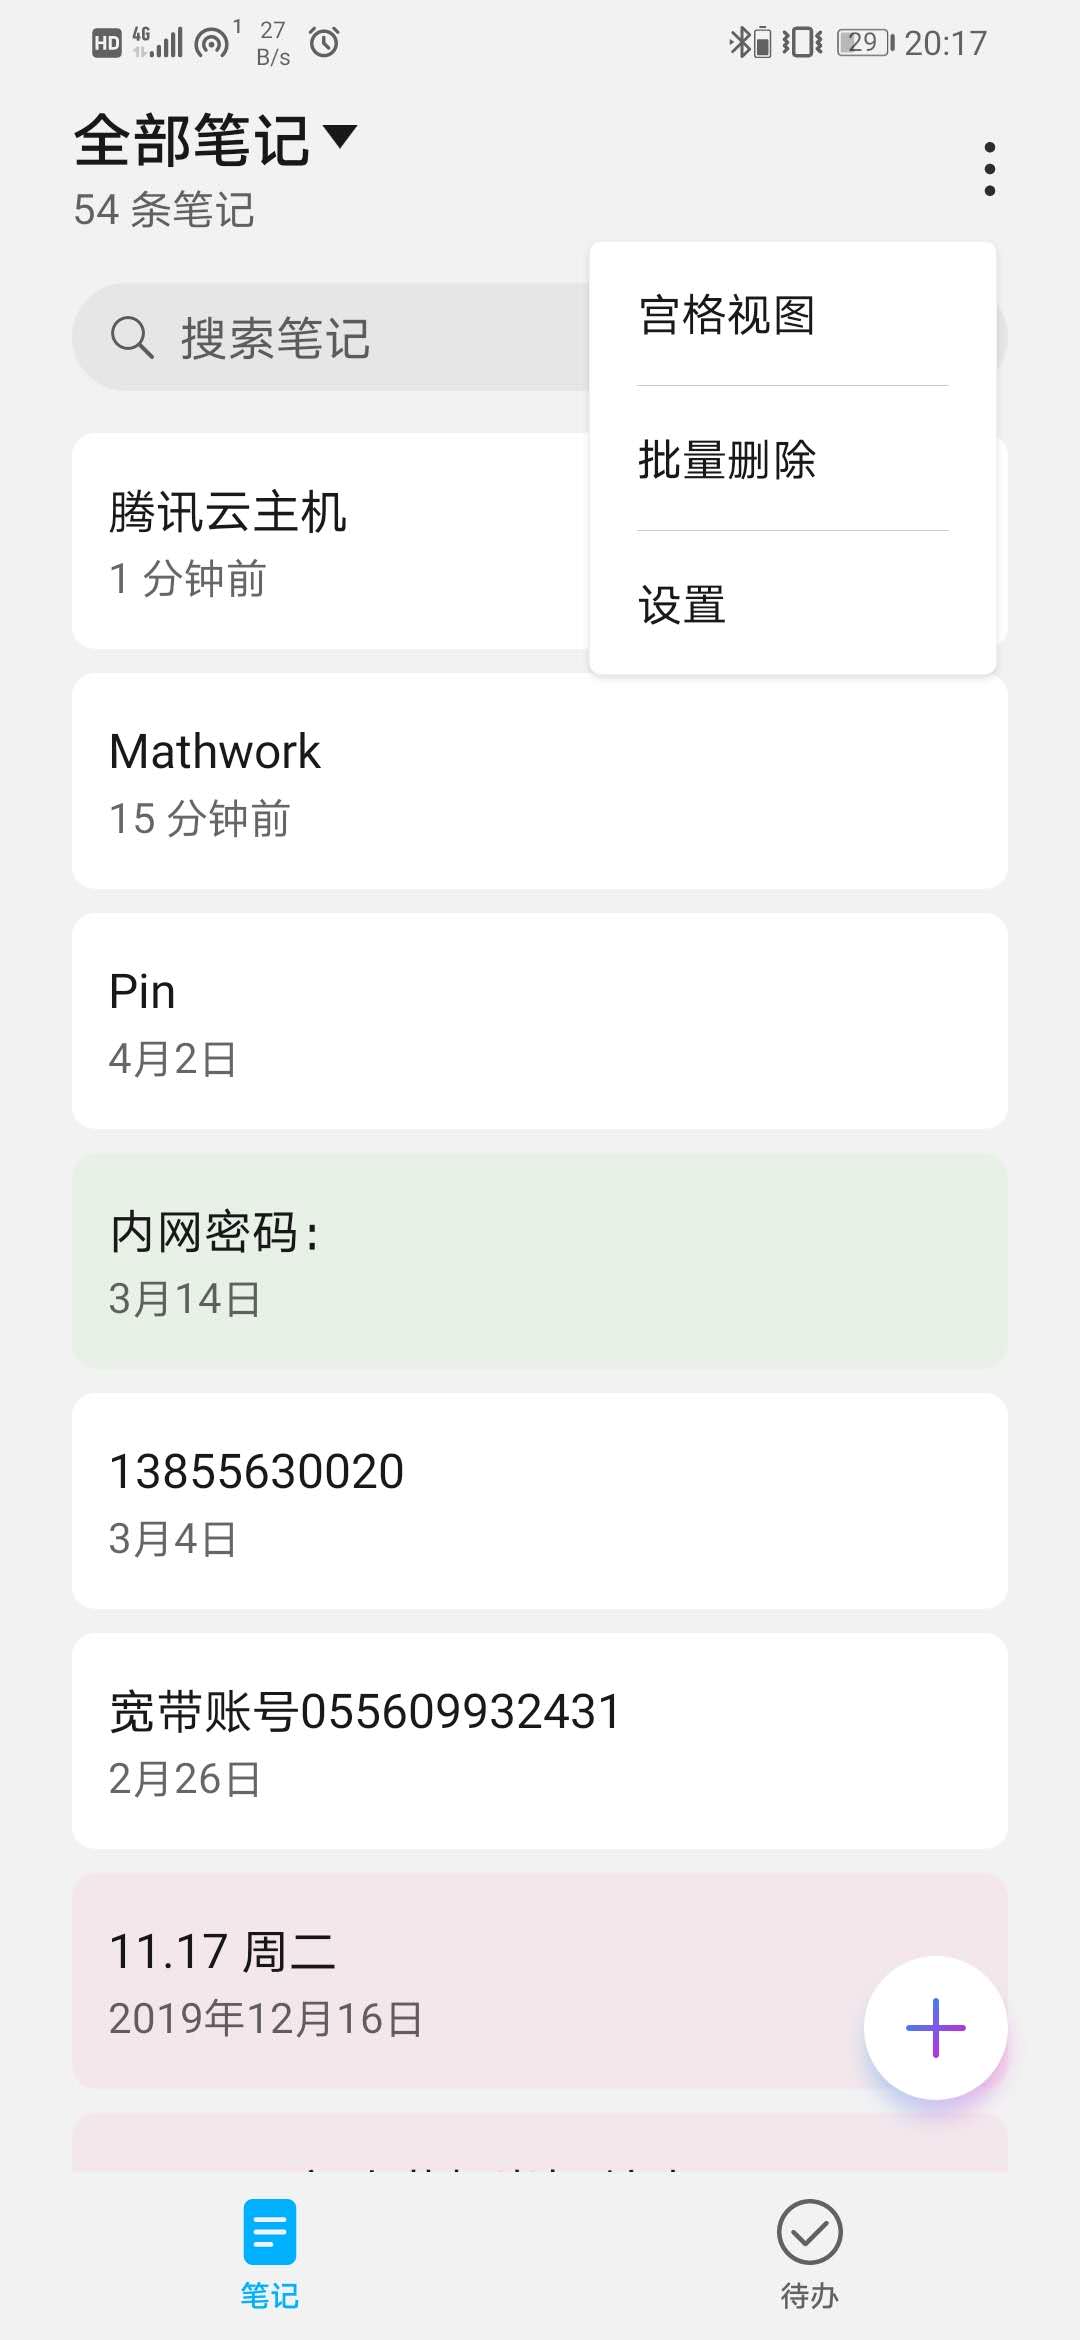 HD 4G 1 27 B/s 29 20:17
全部笔记
54 条笔记
搜索笔记
宫格视图
批量删除
设置
腾讯云主机
1 分钟前
Mathwork
15 分钟前
Pin
4月2日
内网密码：
3月14日
13855630020
3月4日
宽带账号055609932431
2月26日
11.17 周二
2019年12月16日
笔记
待办